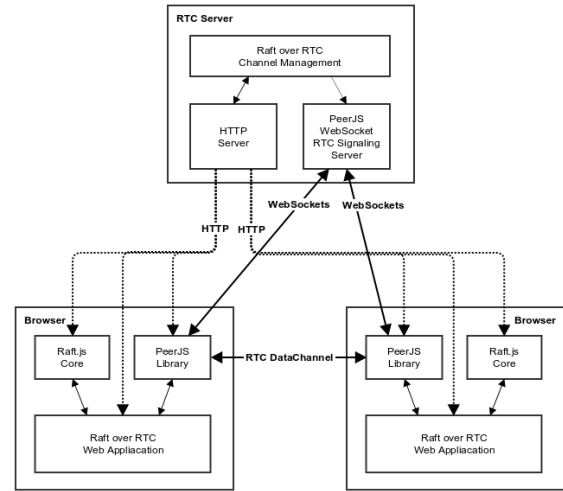 RTC Server
Raft over RTC
Channel Management
HTTP
Server
PeerJS
WebSocket
RTC Signaling
Server
WebSockets
WebSockets
HTTP
HTTP
Browser
Raft.js
Core
PeerJS
Library
Raft over RTC
Web Appliacation
RTC DataChannel
Browser
PeerJS
Library
Raft.js
Core
Raft over RTC
Web Appliacation